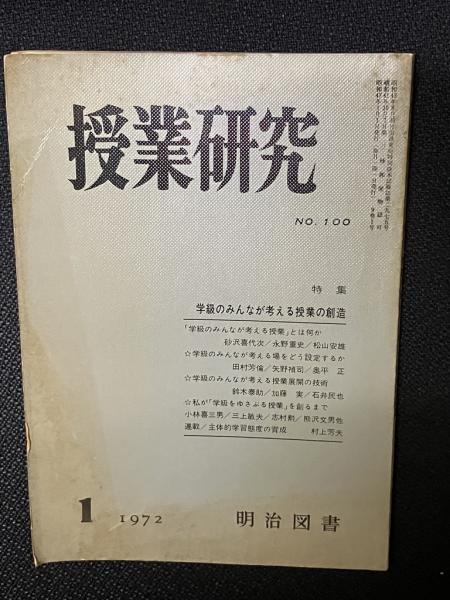 授業研究
NO. 100
特集
学級のみんなが考える授業の創造
「学級のみんなが考える授業」とは何か
砂沢喜代次／永野重史／松山安雄
☆学級のみんなが考える場をどう設定するか
田村芳倫／矢野禎司／奥平 正
☆学級のみんなが考える授業展開の技術
鈴木泰助／加藤 実／石井民也
☆私が「学級をゆさぶる授業」を創るまで
小林喜三男／三上敏夫／志村勲／熊沢文男他
連載／主体的学習態度の育成 村上芳夫
1 1972 明治図書